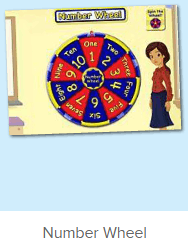 Number Wheel
Spin the
Wheel!
One
1
Two
2
Three
3
Four
4
Five
5
Six
6
Seven
7
Eight
8
Nine
9
Ten
10
Number
Wheel
Number Wheel